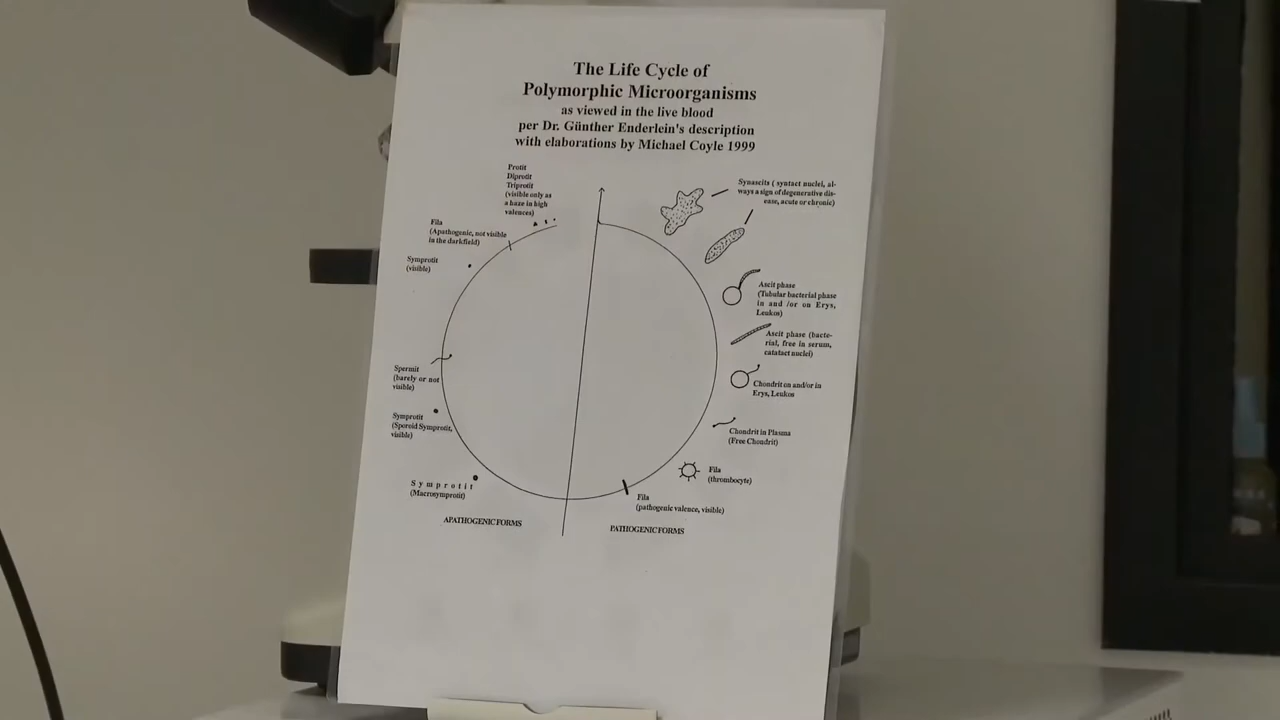 The Life Cycle of
Polymorphic Microorganisms
as viewed in the live blood
per Dr. Günther Enderlein's description
with elaborations by Michael Coyle 1999
Protit
Diprotit
Triprotit
(visible only as
a haze in high
valences)
Fila
(Apathogenic, not visible
in the darkfield)
Symprotit
(visible)
Spermit
(barely or not
visible)
Symprotit
(Sporoid Symprotit,
visible)
Symprotit
(Macrosymprotit)
APATHOGENIC FORMS
Synascits ( syntact nuclei, al-
ways a sign of degenerative dis-
ease, acute or chronic)
Ascit phase
(Tubular bacterial phase
in and /or on Erys,
Leukos)
Ascit phase (bacte-
rial, free in serum,
catatact nuclei)
Chondrit on and/or in
Erys, Leukos
Chondrit in Plasma
(Free Chondrit)
Fila
(thrombocyte)
Fila
(pathogenic valence, visible)
PATHOGENIC FORMS